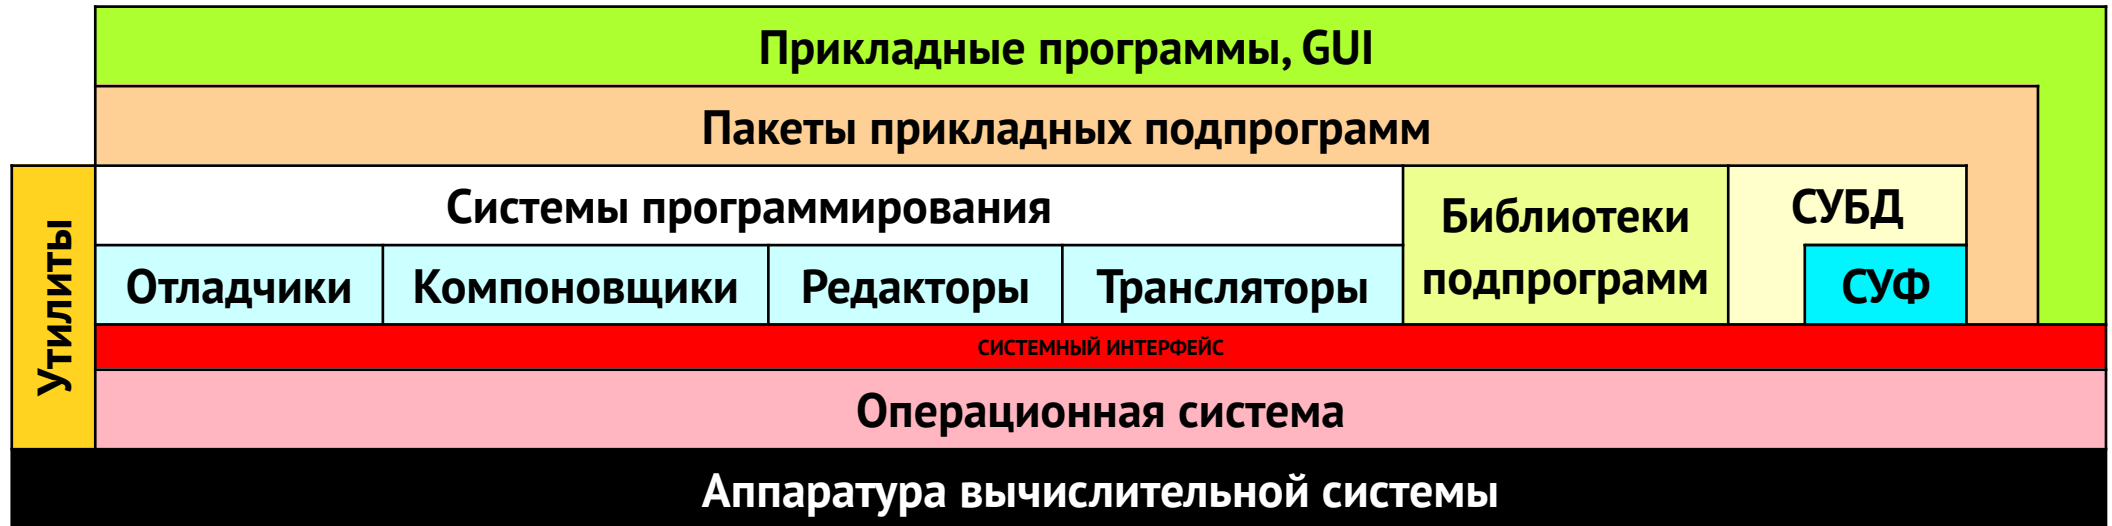 Прикладные программы, GUI
Пакеты прикладных подпрограмм
Утилиты
Системы программирования
Библиотеки
подпрограмм
СУБД
Отладчики
Компоновщики
Редакторы
Трансляторы
СУФ
СИСТЕМНЫЙ ИНТЕРФЕЙС
Операционная система
Аппаратура вычислительной системы